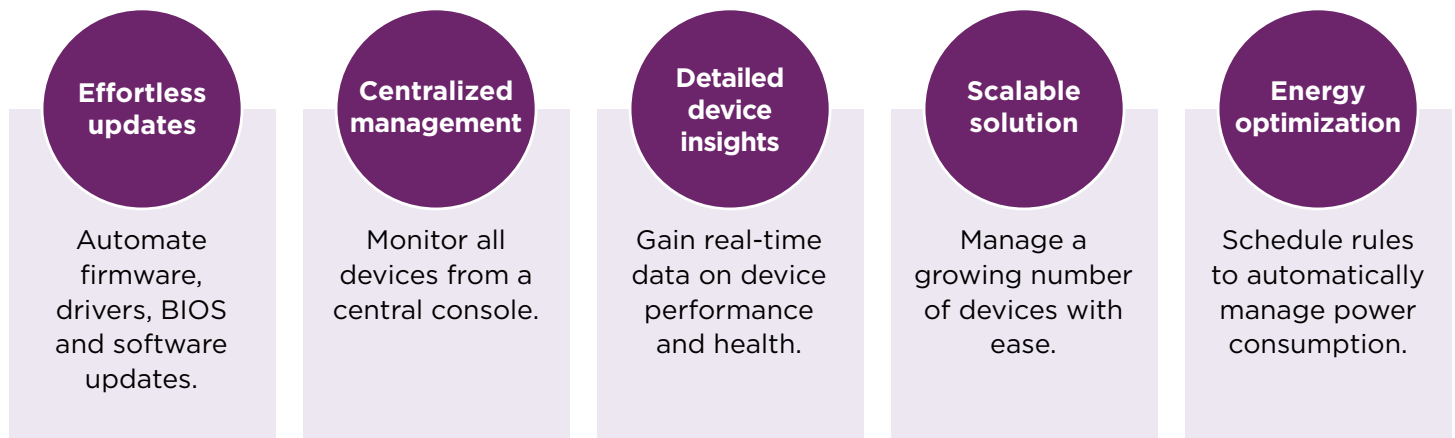 Effortless
updates
Automate
firmware,
drivers, BIOS
and software
updates.
Centralized
management
Monitor all
devices from a
central console.
Detailed
device
insights
Gain real-time
data on device
performance
and health.
Scalable
solution
Manage a
growing number
of devices with
ease.
Energy
optimization
Schedule rules
to automatically
manage power
consumption.